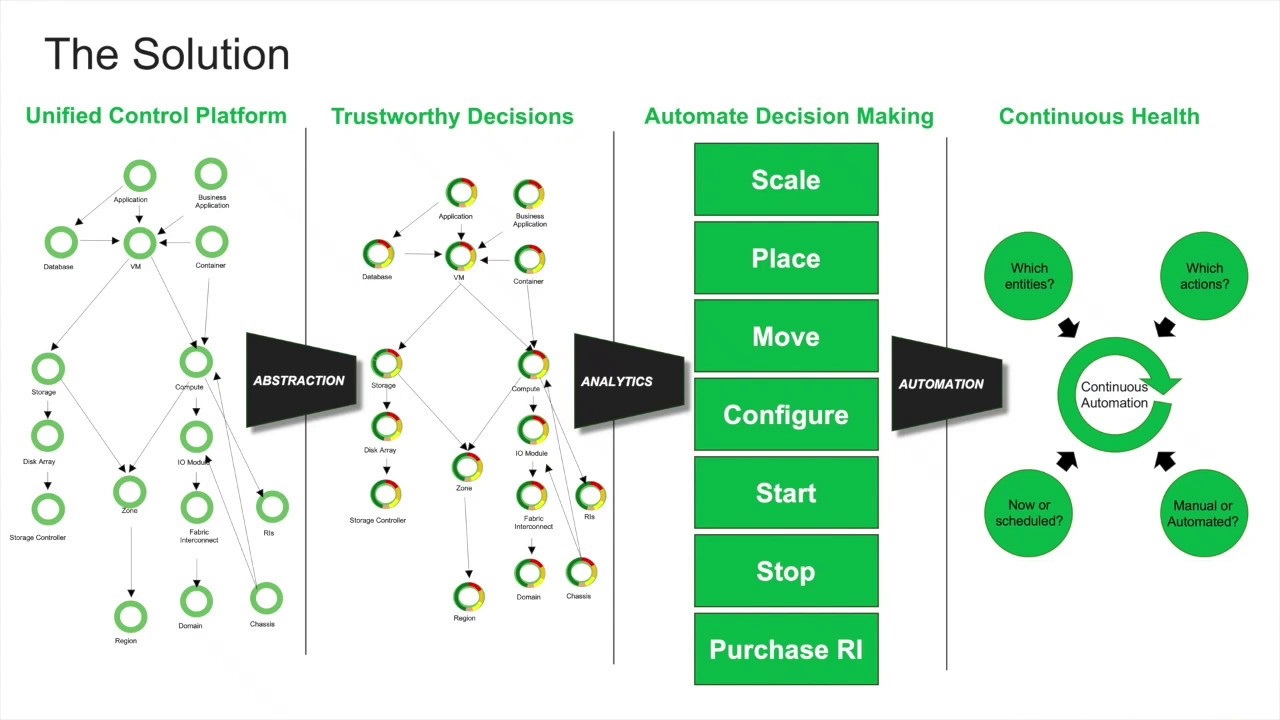 The Solution
Unified Control Platform
Application
Business
Application
Database
VM
Container
Storage
Compute
Disk Array
IO Module
Storage Controller
Zone
Fabric
Interconnect
RIs
Region
Domain
Chassis
ABSTRACTION
Trustworthy Decisions
Application
Business
Application
Database
VM
Container
Storage
Compute
Disk Array
IO Module
Zone
Storage Controller
Fabric
Interconnect
RIs
Domain
Chassis
Region
ANALYTICS
Automate Decision Making
Scale
Place
Move
Configure
Start
Stop
Purchase RI
AUTOMATION
Continuous Health
Which
entities?
Which
actions?
Continuous
Automation
Now or
scheduled?
Manual or
Automated?